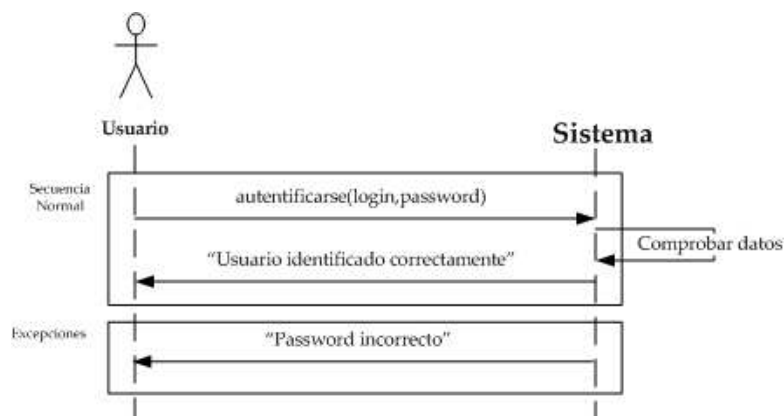 Usuario
Sistema
Secuencia
Normal
autentificarse(login,password)
Comprobar datos
"Usuario identificado correctamente"
Excepciones
"Password incorrecto"